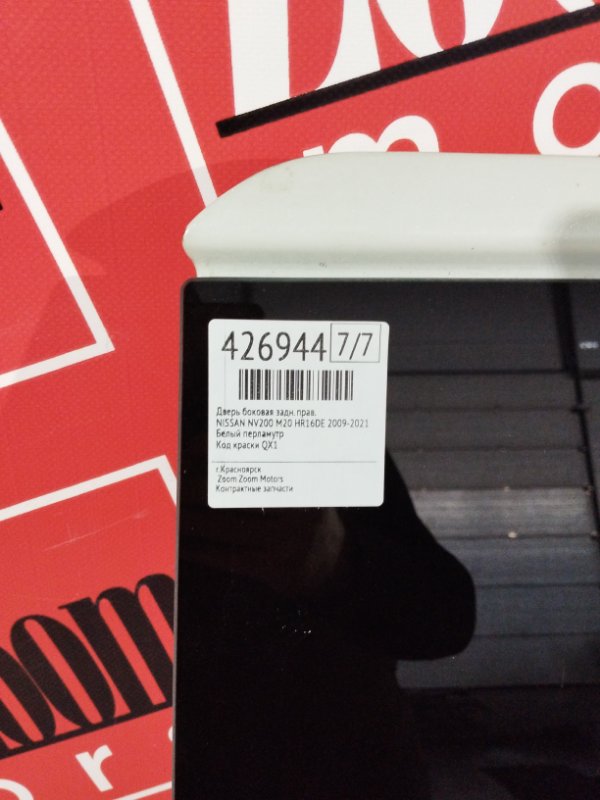 426944 7/7
Дверь боковая задн. прав.
NISSAN NV200 M20 HR16DE 2009-2021
Белый перламутр
Код краски QX1
г.Красноярск
Zoom Zoom Motors
Контрактные запчасти